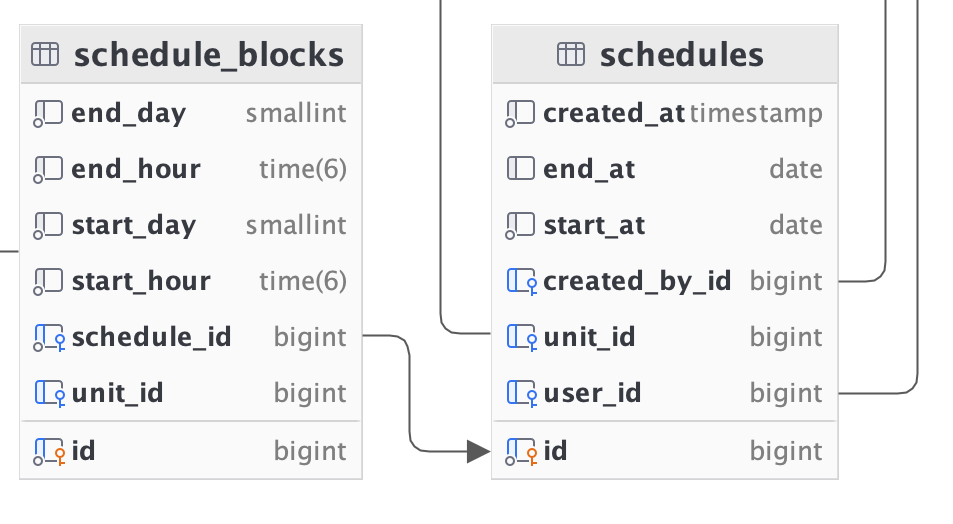 schedule_blocks
end_day smallint
end_hour time(6)
start_day smallint
start_hour time(6)
schedule_id bigint
unit_id bigint
id bigint
schedules
created_at timestamp
end_at date
start_at date
created_by_id bigint
unit_id bigint
user_id bigint
id bigint